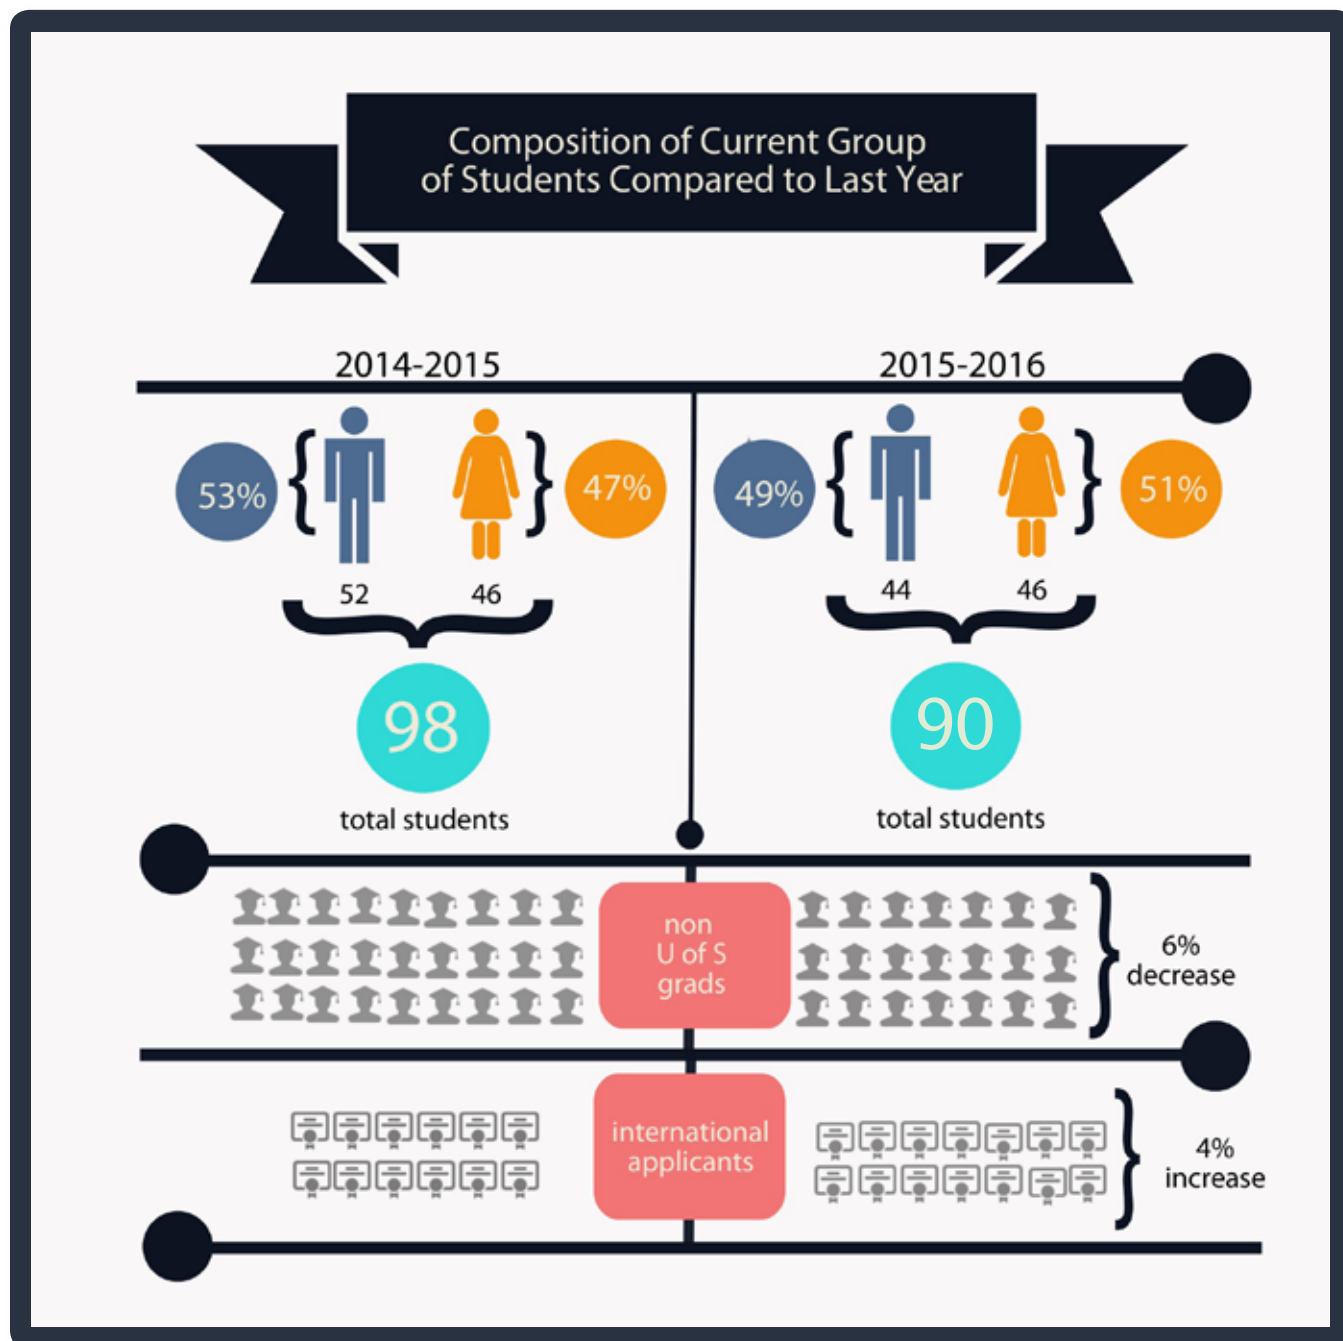 Composition of Current Group
of Students Compared to Last Year
2014-2015
2015-2016
53%
47%
49%
51%
52
46
44
46
98
90
total students
total students
non
U of S
grads
6%
decrease
international
applicants
4%
increase